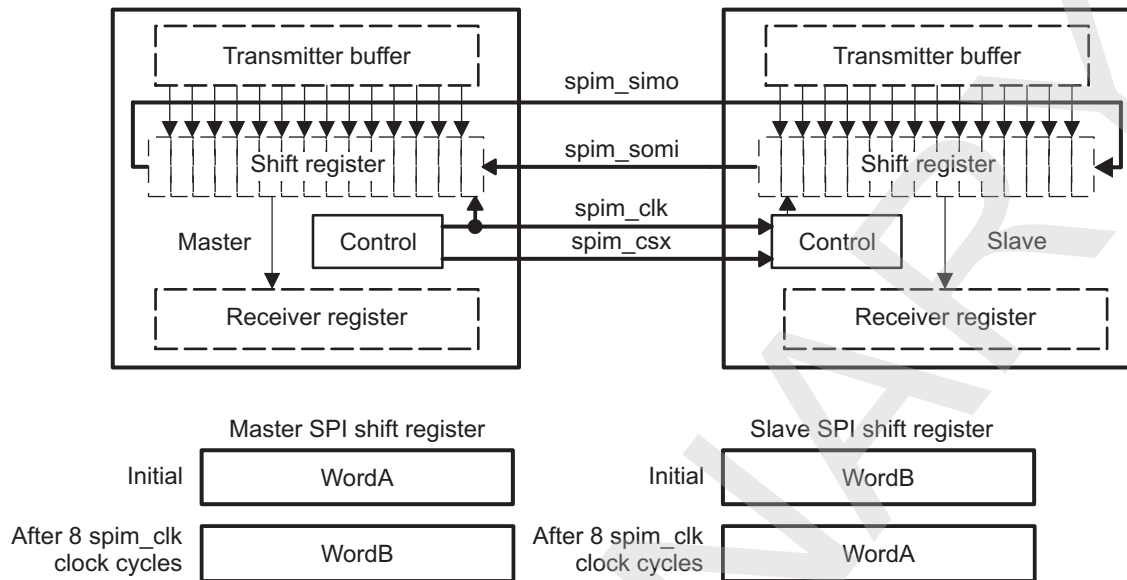 Transmitter buffer
Transmitter buffer
spim_simo
Shift register
spim_somi
Shift register
spim_clk
Master
Control
spim_csx
Control
Slave
Receiver register
Receiver register
Master SPI shift register
Slave SPI shift register
Initial
WordA
Initial
WordB
After 8 spim_clk
clock cycles
WordB
After 8 spim_clk
clock cycles
WordA